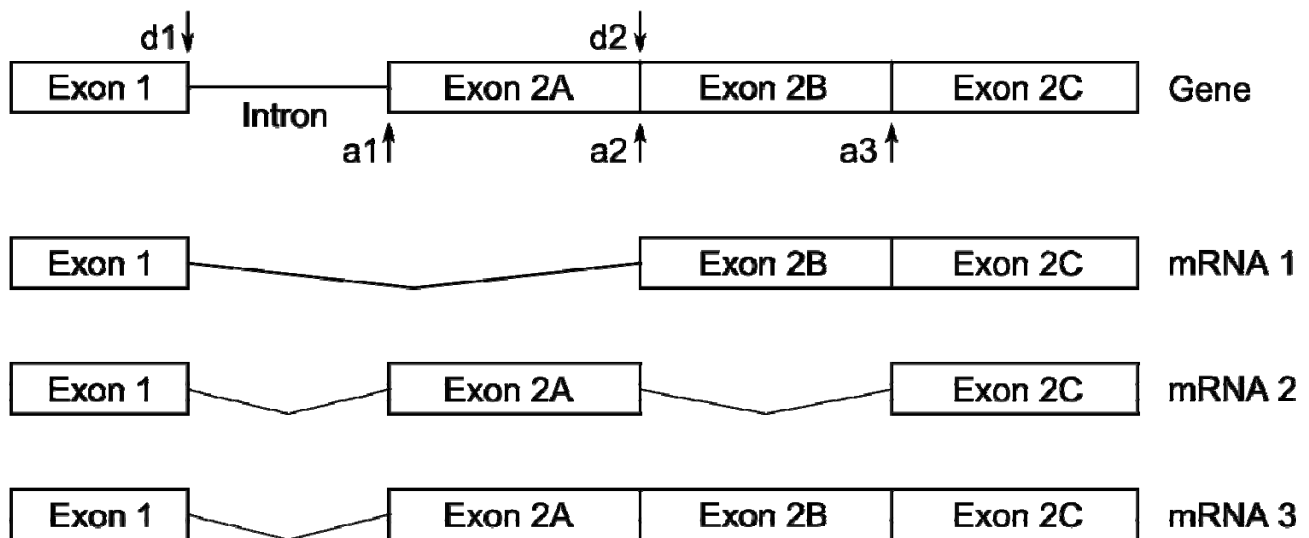 d1 d2
Exon 1 Exon 2A Exon 2B Exon 2C Gene
Intron
a1 a2 a3
Exon 1 Exon 2B Exon 2C mRNA 1
Exon 1 Exon 2A Exon 2C mRNA 2
Exon 1 Exon 2A Exon 2B Exon 2C mRNA 3